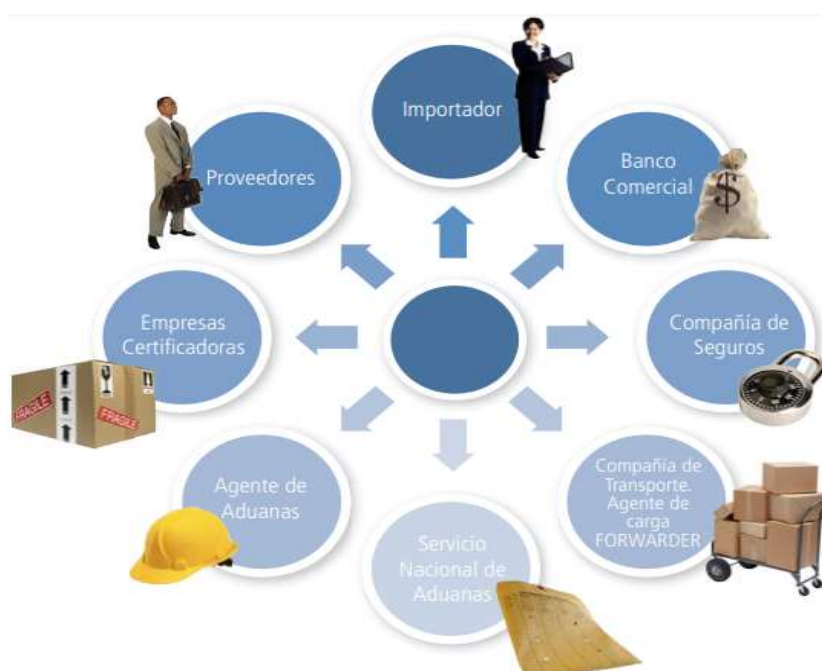 Importador
Proveedores
Banco
Comercial
Empresas
Certificadoras
Compañía de
Seguros
FRAGILE
FRAGILE
Agente de
Aduanas
Compañía de
Transporte.
Agente de
carga
FORWARDER
Servicio
Nacional de
Aduanas
$